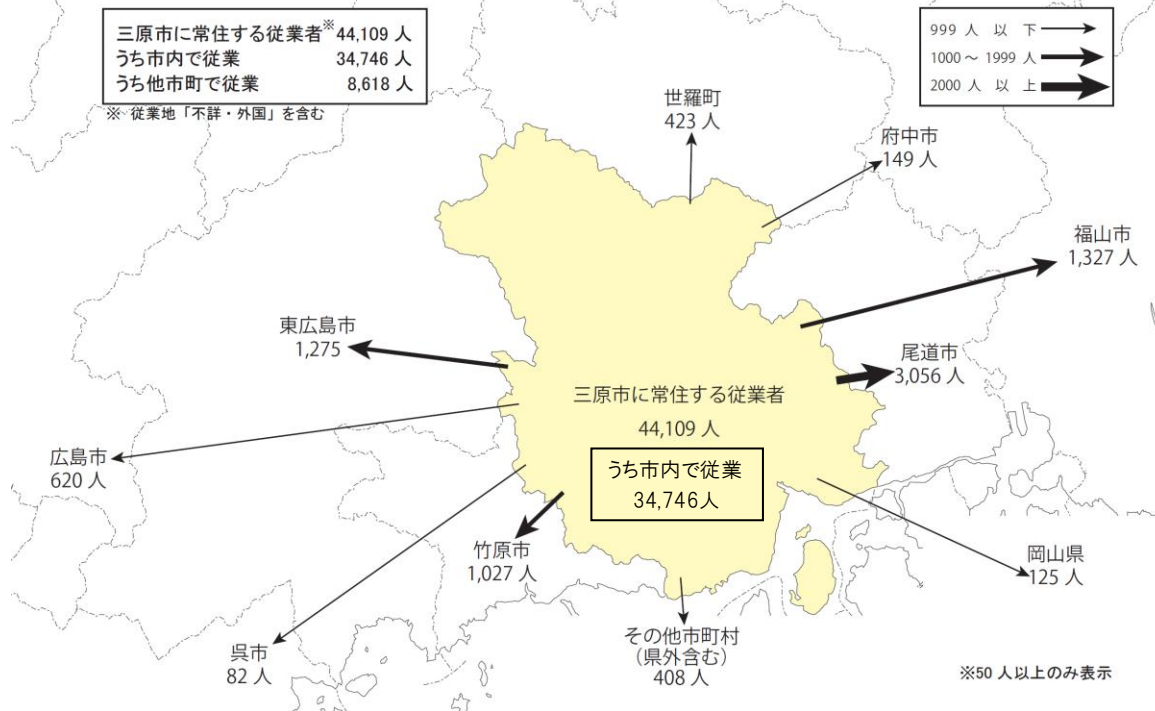 三原市に常住する従業者※44,109 人
うち市内で従業 34,746 人
うち他市町で従業 8,618 人
※ 従業地「不詳・外国」を含む
999 人 以 下
1000 ～ 1999 人
2000 人 以 上
世羅町
423 人
府中市
149 人
福山市
1,327 人
東広島市
1,275
尾道市
3,056 人
三原市に常住する従業者
44,109 人
うち市内で従業
34,746人
広島市
620 人
竹原市
1,027 人
岡山県
125 人
呉市
82 人
その他市町村
（県外含む）
408 人
※50 人以上のみ表示